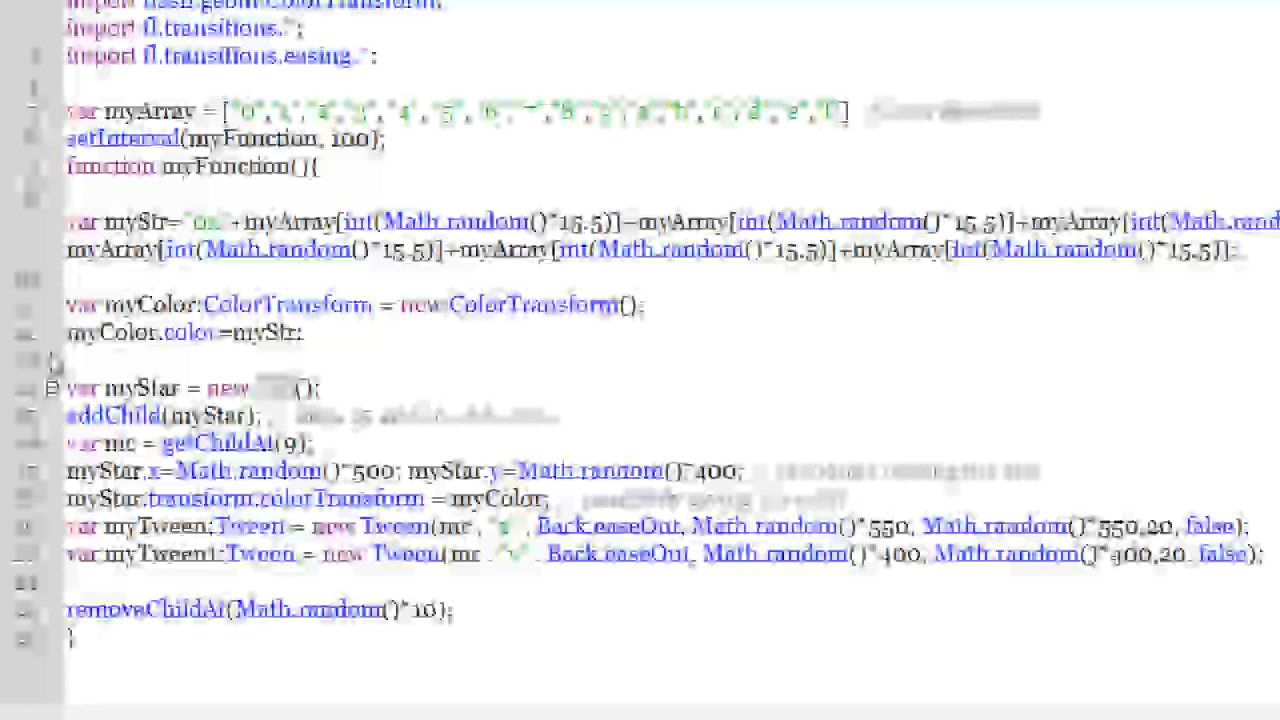 import flash.geom.ColorTransform;
import fl.transitions.*;
import fl.transitions.easing.*;
var myArray = ["0","1","2","3","4","5","6","7","8","9","a","b","c","d","e","f"]
setInterval(myFunction, 100);
function myFunction(){
var myStr="0x"+myArray[int(Math.random()*15.5)]+myArray[int(Math.random()*15.5)]+myArray[int(Math.rand
myArray[int(Math.random()*15.5)]+myArray[int(Math.random()*15.5)]+myArray[int(Math.random()*15.5)];
var myColor:ColorTransform = new ColorTransform();
myColor.color=myStr;
var myStar = new ();
addChild(myStar);
var mc = getChildAt(9);
myStar.x=Math.random()*500; myStar.y=Math.random()*400;
myStar.transform.colorTransform = myColor;
var myTween:Tween = new Tween(mc, "x", Back.easeOut, Math.random()*550, Math.random()*550,20, false);
var myTween1:Tween = new Tween(mc, "y", Back.easeOut, Math.random()*400, Math.random()*400,20, false);
removeChildAt(Math.random()*10);
}